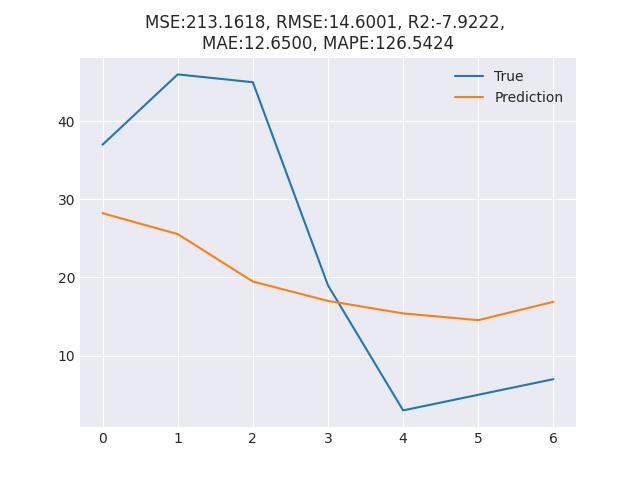 MSE:213.1618, RMSE:14.6001, R2:-7.9222,
MAE:12.6500, MAPE:126.5424
True
Prediction
40
30
20
10
0 1 2 3 4 5 6